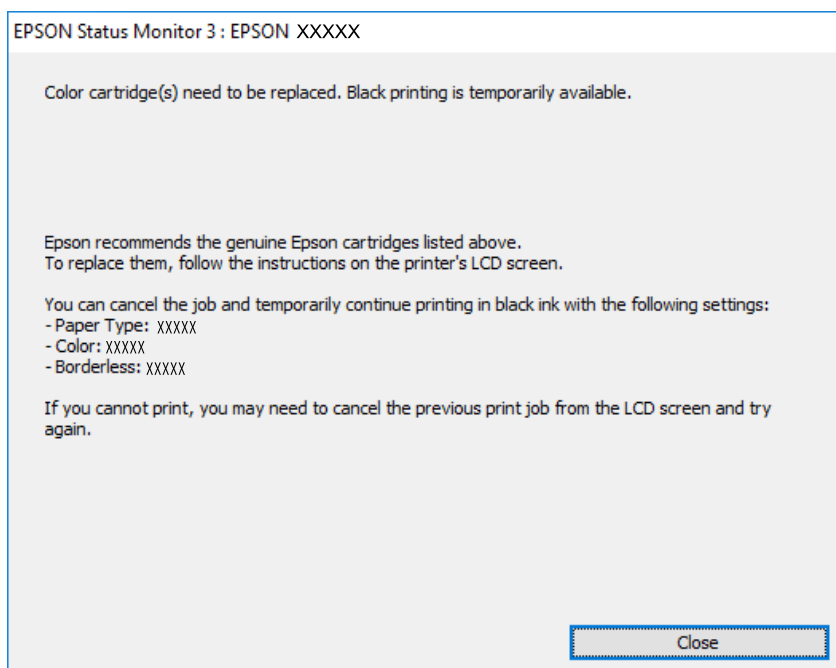 EPSON Status Monitor 3 : EPSON XXXXX
Color cartridge(s) need to be replaced. Black printing is temporarily available.
Epson recommends the genuine Epson cartridges listed above.
To replace them, follow the instructions on the printer's LCD screen.
You can cancel the job and temporarily continue printing in black ink with the following settings:
- Paper Type: XXXXX
- Color: XXXXX
- Borderless: XXXXX
If you cannot print, you may need to cancel the previous print job from the LCD screen and try
again.
Close